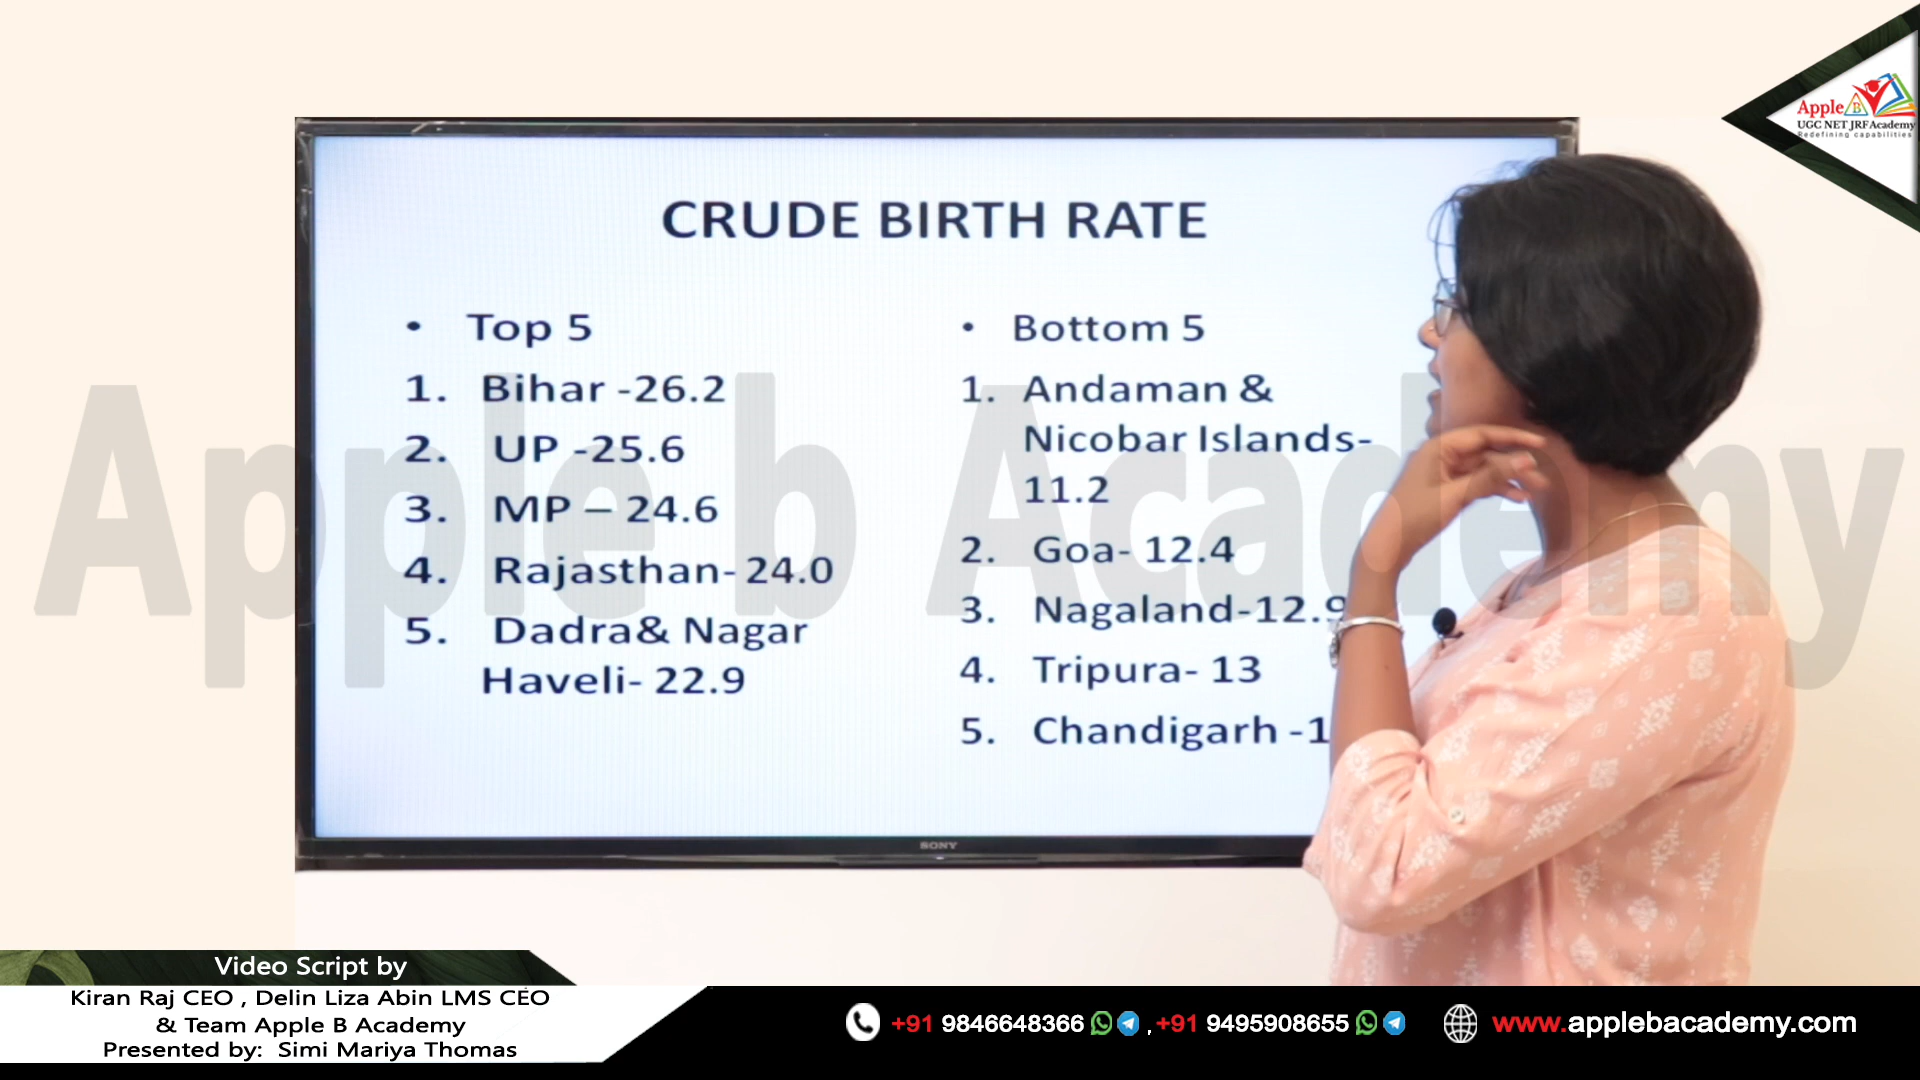 Apple B
UGC NET JRF Academy
Redefining capabilities
CRUDE BIRTH RATE
• Top 5
1. Bihar -26.2
2. UP -25.6
3. MP – 24.6
4. Rajasthan- 24.0
5. Dadra& Nagar
Haveli- 22.9
• Bottom 5
1. Andaman &
Nicobar Islands-
11.2
2. Goa- 12.4
3. Nagaland-12.9
4. Tripura- 13
5. Chandigarh -1
Apple b Academy
SONY
Video Script by
Kiran Raj CEO , Delin Liza Abin LMS CEO
& Team Apple B Academy
Presented by: Simi Mariya Thomas
+91 9846648366 , +91 9495908655 www.applebacademy.com